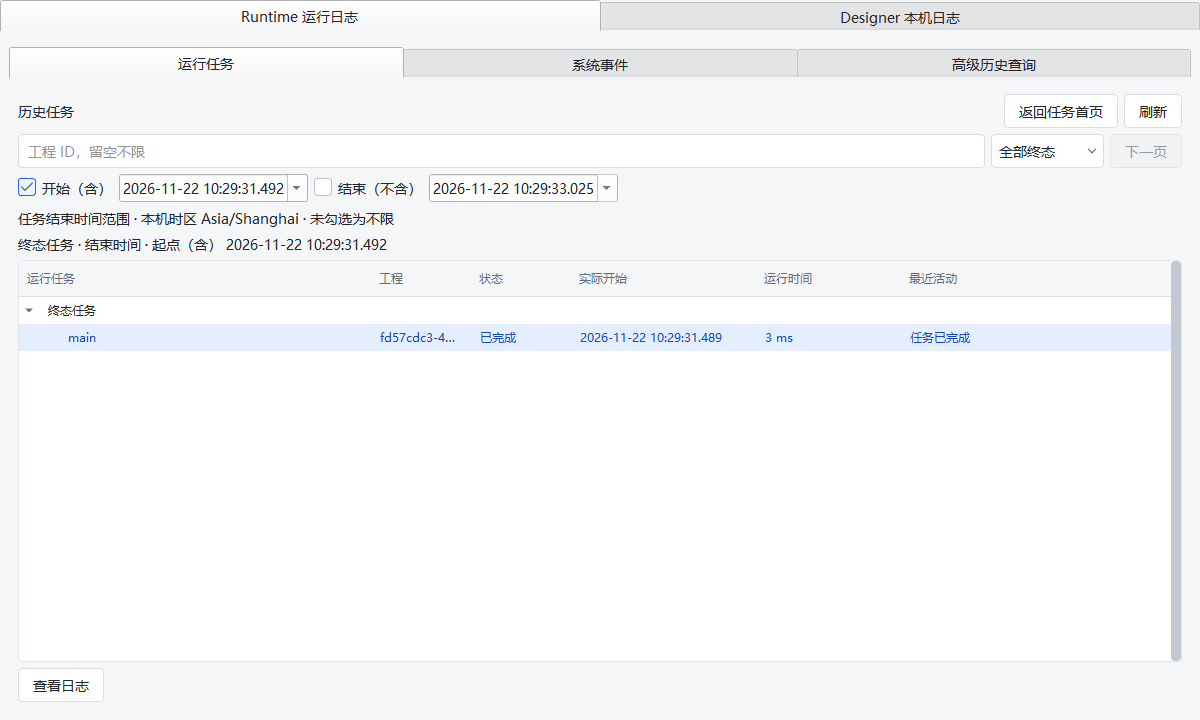 Runtime 运行日志 Designer 本机日志
运行任务 系统事件 高级历史查询
历史任务 返回任务首页 刷新
工程 ID，留空不限 全部终态 下一页
开始（含） 2026-11-22 10:29:31.492 结束（不含） 2026-11-22 10:29:33.025
任务结束时间范围 · 本机时区 Asia/Shanghai · 未勾选为不限
终态任务 · 结束时间 · 起点（含） 2026-11-22 10:29:31.492
运行任务 工程 状态 实际开始 运行时间 最近活动
终态任务
main fd57cdc3-4... 已完成 2026-11-22 10:29:31.489 3 ms 任务已完成
查看日志